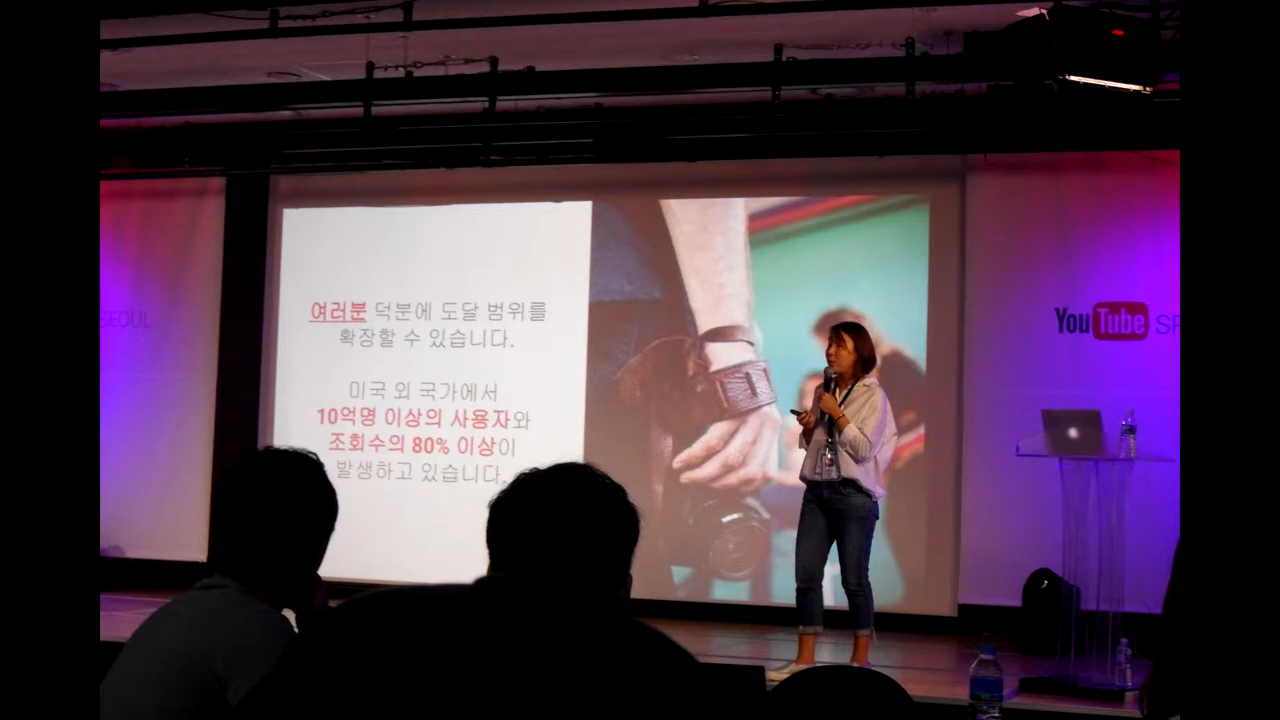 여러분 덕분에 도달 범위를
확장할 수 있습니다.
미국 외 국가에서
10억명 이상의 사용자와
조회수의 80% 이상이
발생하고 있습니다.
SEOUL
YouTube SP